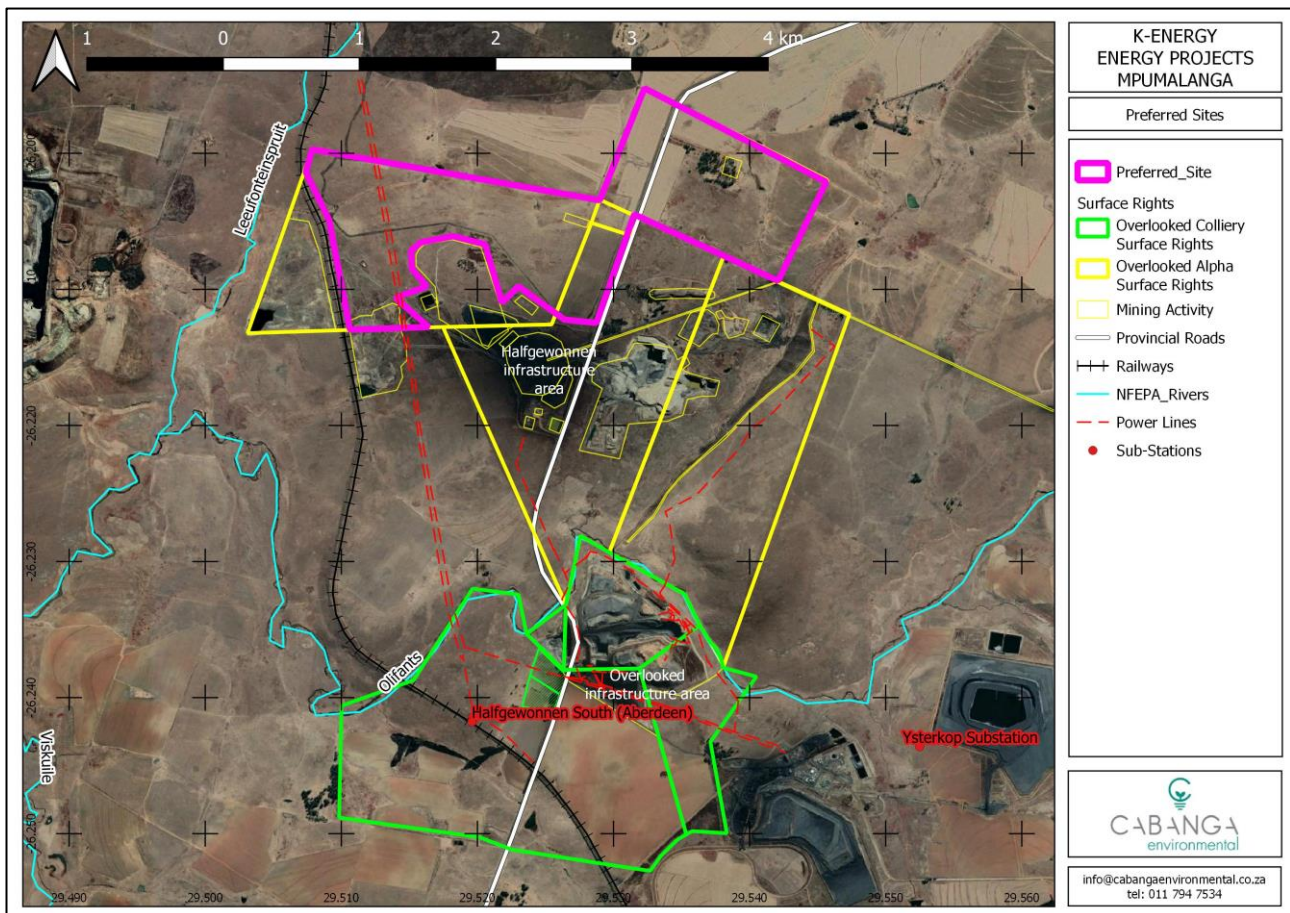 1 0 1 2 3 4 km
Leeufonteinspruit
-26.200
Halfgewonnen
infrastructure
area
-26.220
-26.230
Olifants
Overlooked
infrastructure area
-26.240
Halfgewonnen South (Aberdeen)
Ysterkop Substation
Viskuile
-26.250
29.490 29.500 29.510 29.520 29.530 29.540 29.550 29.560
K-ENERGY
ENERGY PROJECTS
MPUMALANGA
Preferred Sites
Preferred_Site
Surface Rights
Overlooked Colliery
Surface Rights
Overlooked Alpha
Surface Rights
Mining Activity
Provincial Roads
Railways
NFEPA_Rivers
Power Lines
Sub-Stations
CABANGA
environmental
info@cabangaenvironmental.co.za
tel: 011 794 7534